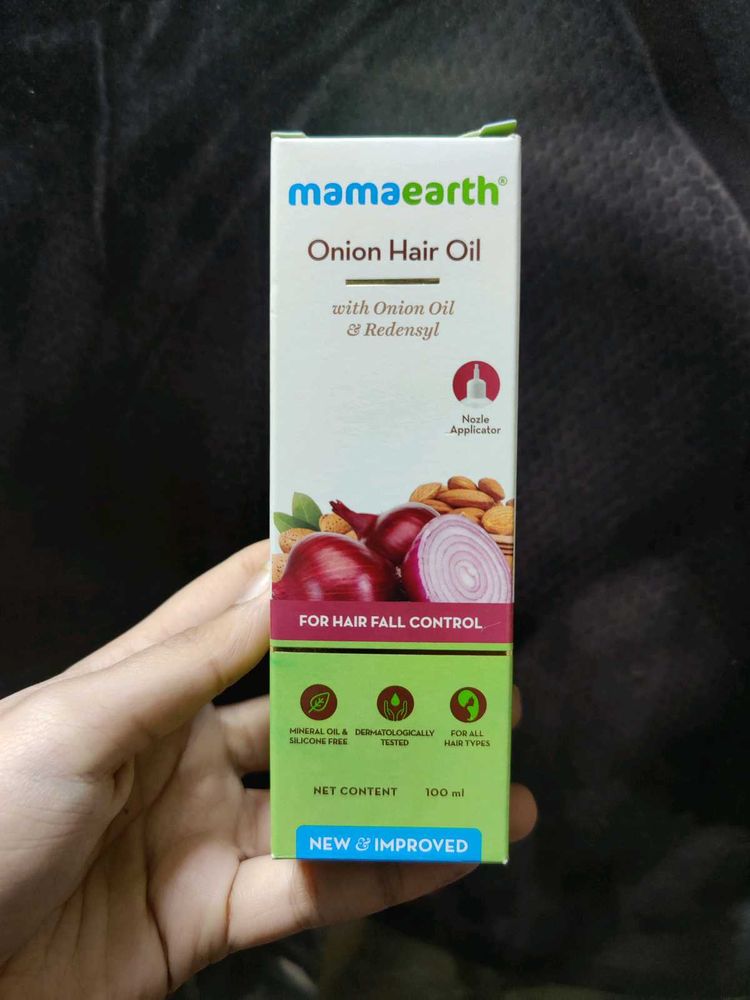 mamaearth®
Onion Hair Oil
with Onion Oil
& Redensyl
Nozle
Applicator
FOR HAIR FALL CONTROL
MINERAL OIL &
SILICONE FREE
DERMATOLOGICALLY
TESTED
FOR ALL
HAIR TYPES
NET CONTENT 100 ml
NEW & IMPROVED